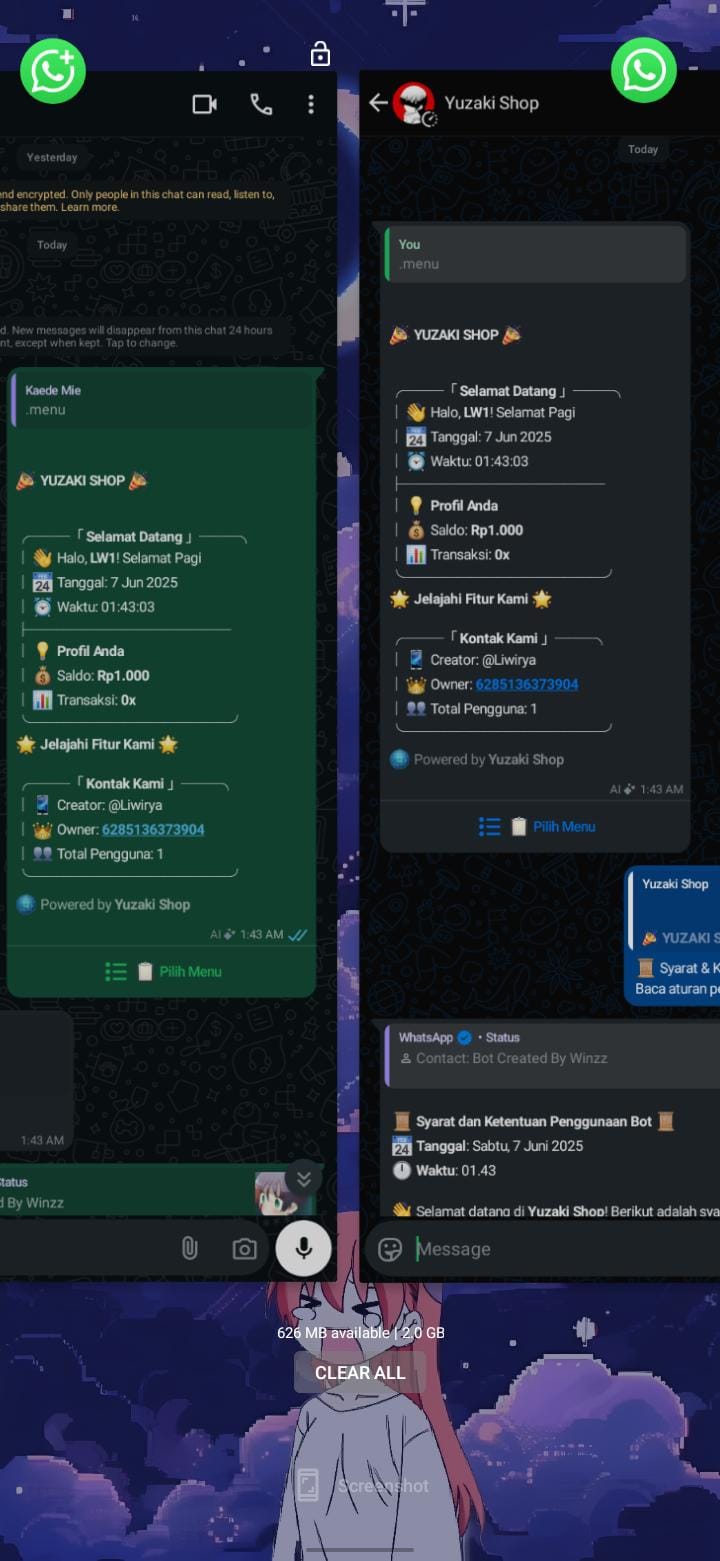 Yesterday
nd encrypted. Only people in this chat can read, listen to,
share them. Learn more.
Today
d. New messages will disappear from this chat 24 hours
nt, except when kept. Tap to change.
Kaede Mie
.menu
🎉 YUZAKI SHOP 🎉
「 Selamat Datang 」
👋 Halo, LW1! Selamat Pagi
📅 Tanggal: 7 Jun 2025
⏰ Waktu: 01:43:03
💡 Profil Anda
💰 Saldo: Rp1.000
📊 Transaksi: 0x
🌟 Jelajahi Fitur Kami 🌟
「 Kontak Kami 」
📱 Creator: @Liwirya
👑 Owner: 6285136373904
👥 Total Pengguna: 1
🌐 Powered by Yuzaki Shop
AI 1:43 AM
📋 Pilih Menu
1:43 AM
Status
d By Winzz
Yuzaki Shop
Today
You
.menu
🎉 YUZAKI SHOP 🎉
「 Selamat Datang 」
👋 Halo, LW1! Selamat Pagi
📅 Tanggal: 7 Jun 2025
⏰ Waktu: 01:43:03
💡 Profil Anda
💰 Saldo: Rp1.000
📊 Transaksi: 0x
🌟 Jelajahi Fitur Kami 🌟
「 Kontak Kami 」
📱 Creator: @Liwirya
👑 Owner: 6285136373904
👥 Total Pengguna: 1
🌐 Powered by Yuzaki Shop
AI 1:43 AM
📋 Pilih Menu
Yuzaki Shop
🎉 YUZAKI S
📜 Syarat & K
Baca aturan pe
WhatsApp • Status
Contact: Bot Created By Winzz
📜 Syarat dan Ketentuan Penggunaan Bot 📜
📅 Tanggal: Sabtu, 7 Juni 2025
🕛 Waktu: 01.43
👋 Selamat datang di Yuzaki Shop! Berikut adalah sya
Message
626 MB available | 2.0 GB
CLEAR ALL
Screenshot